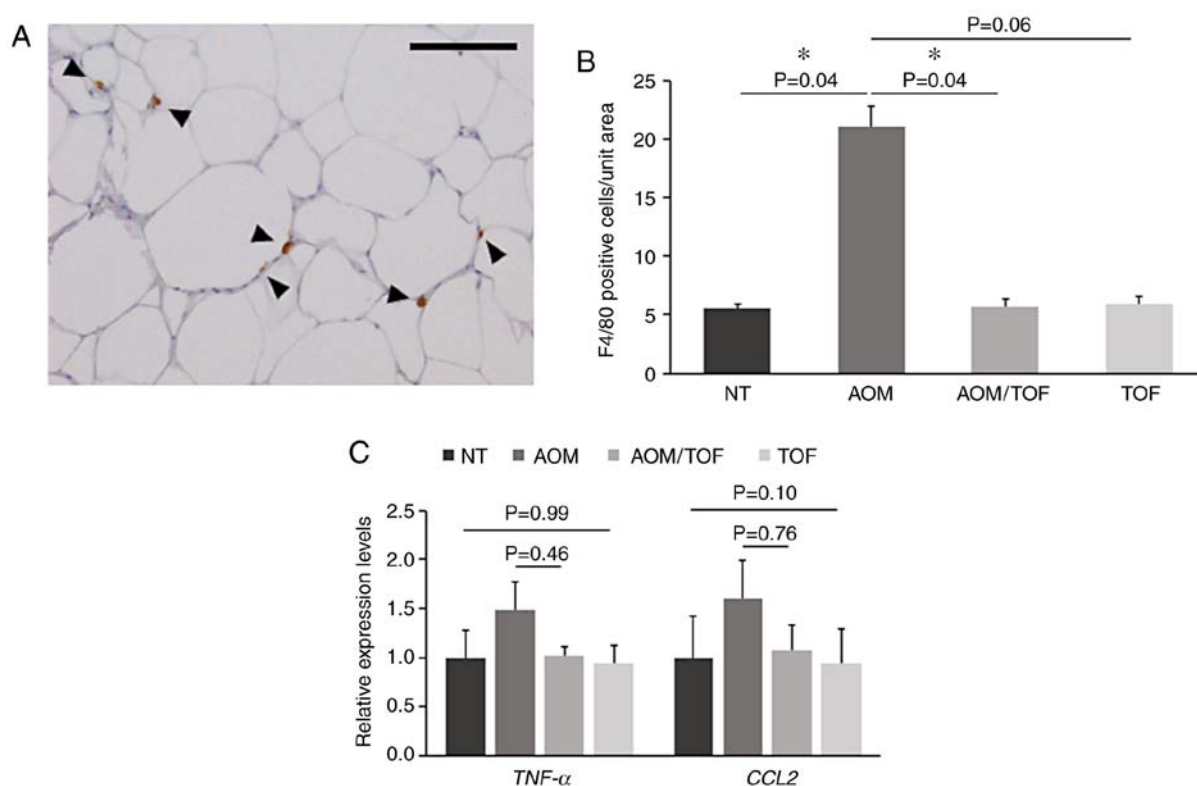 A
B
P=0.06
* *
P=0.04 P=0.04
F4/80 positive cells/unit area
25
20
15
10
5
0
NT AOM AOM/TOF TOF
C
NT AOM AOM/TOF TOF
P=0.99 P=0.10
P=0.46 P=0.76
Relative expression levels
2.5
2.0
1.5
1.0
0.5
0.0
TNF-α CCL2